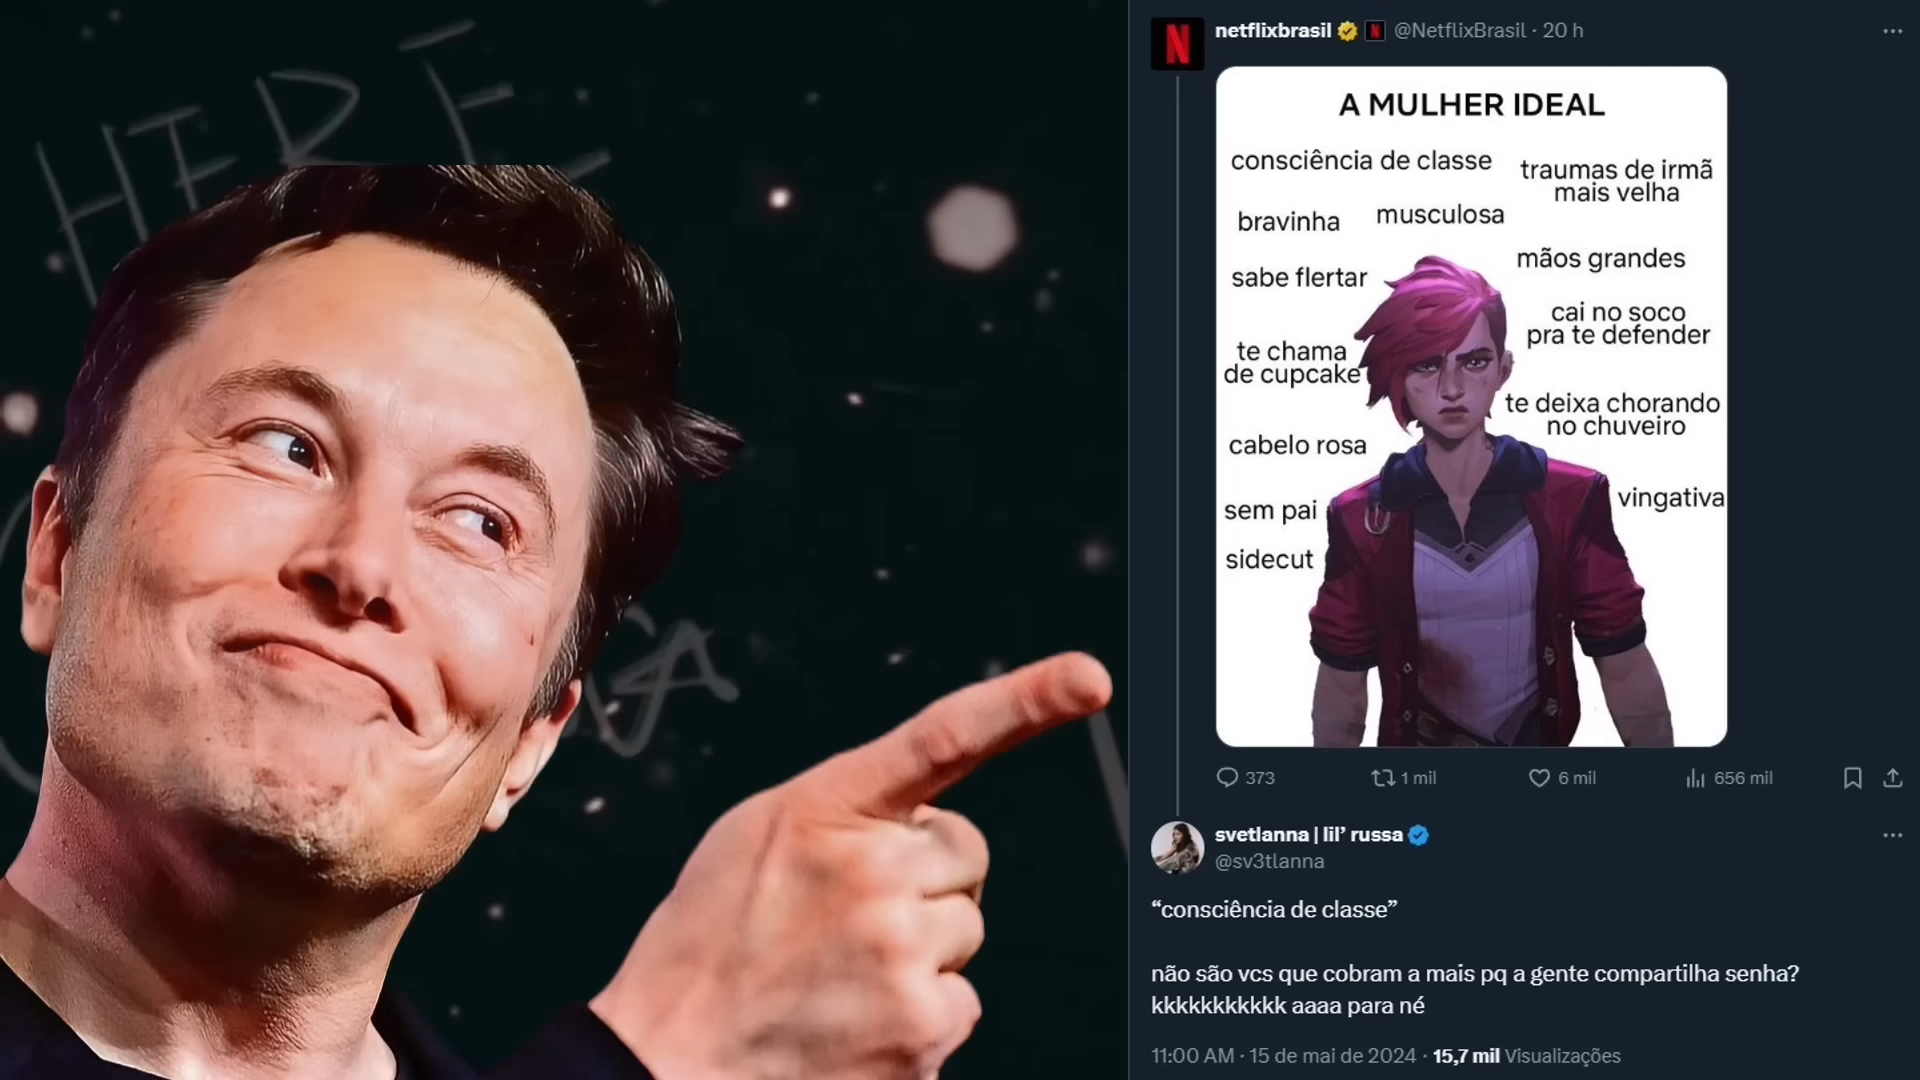 HERE
netflixbrasil @NetflixBrasil · 20 h
A MULHER IDEAL
consciência de classe
traumas de irmã
mais velha
bravinha
musculosa
mãos grandes
sabe flertar
cai no soco
pra te defender
te chama
de cupcake
te deixa chorando
no chuveiro
cabelo rosa
vingativa
sem pai
sidecut
373 1 mil 6 mil 656 mil
svetlanna | lil’ russa
@sv3tlanna
“consciência de classe”
não são vcs que cobram a mais pq a gente compartilha senha?
kkkkkkkkkkk aaaa para né
11:00 AM · 15 de mai de 2024 · 15,7 mil Visualizações